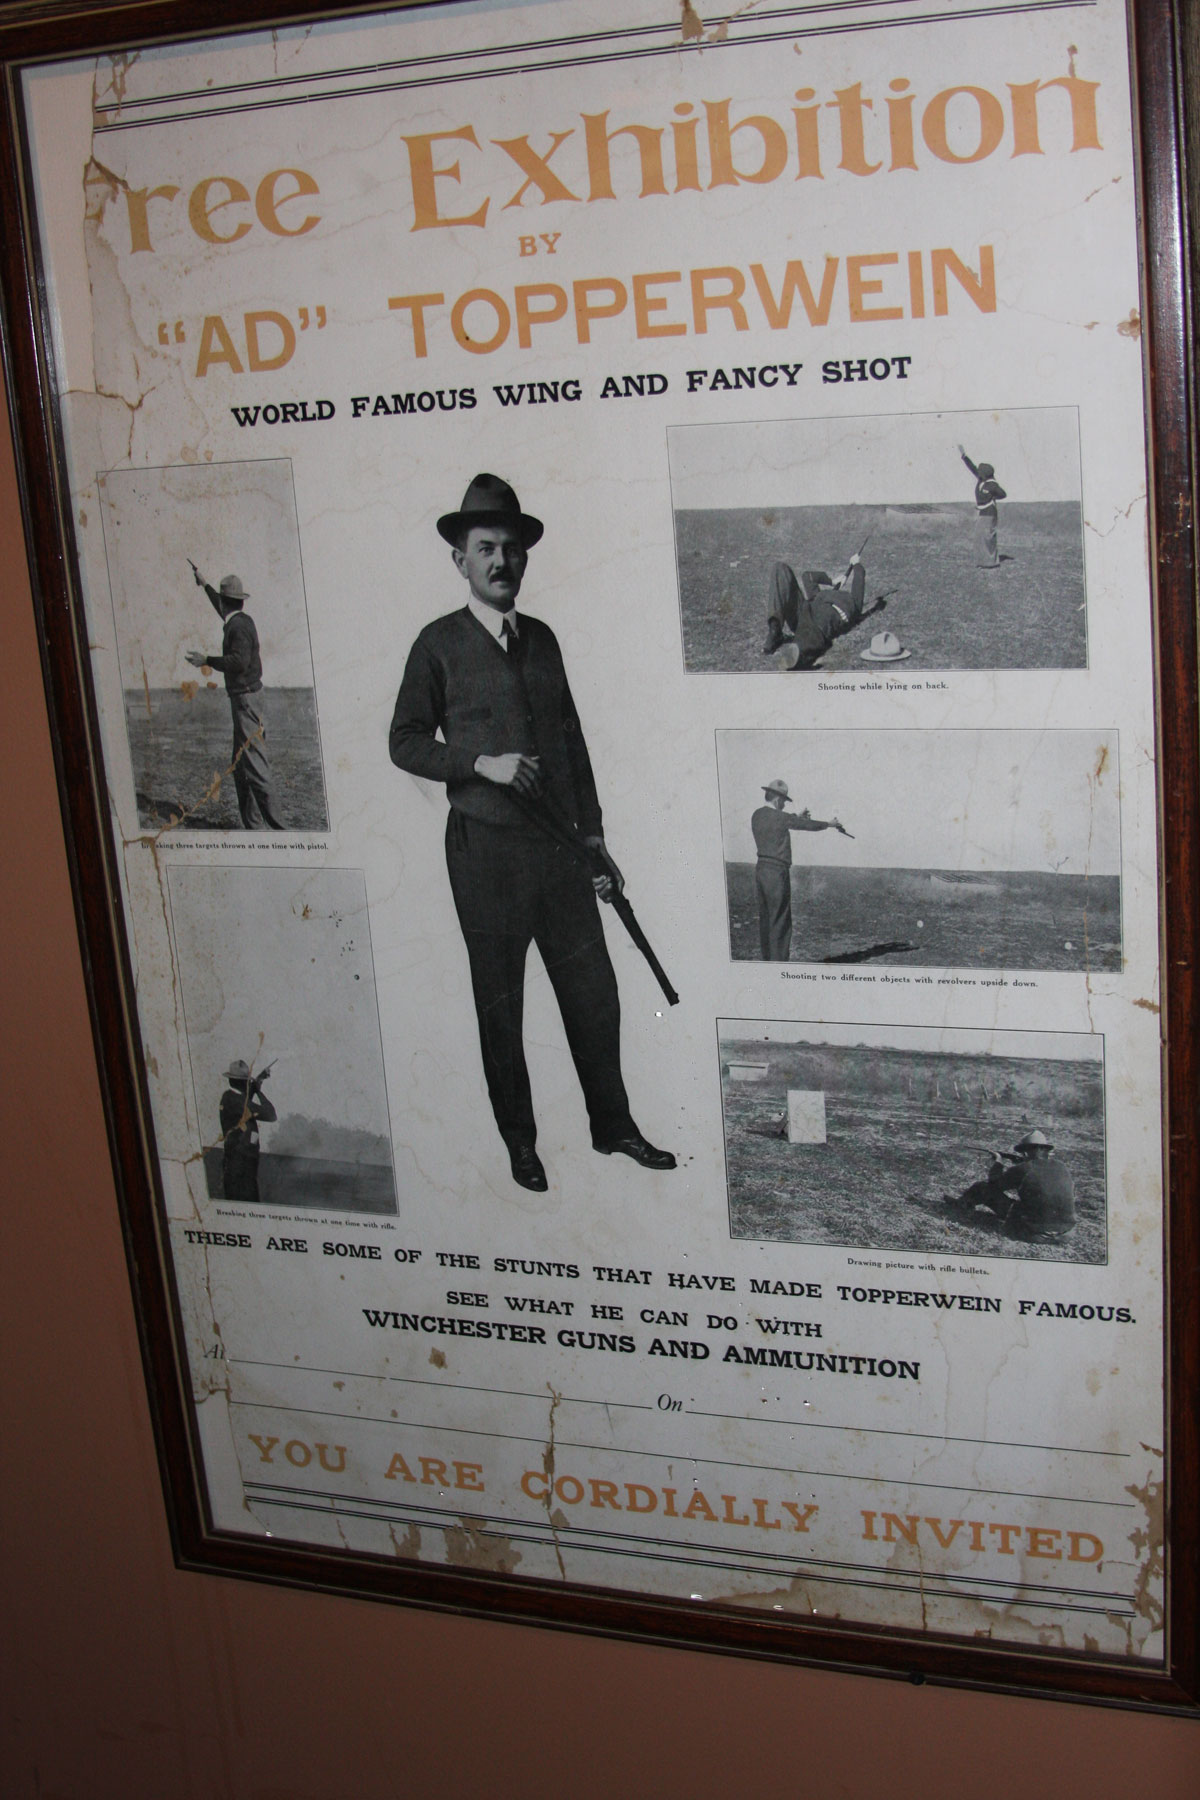 Free Exhibition
BY
"AD" TOPPERWEIN
WORLD FAMOUS WING AND FANCY SHOT
Shooting while lying on back.
Breaking three targets thrown at one time with pistol.
Shooting two different objects with revolvers upside down.
Breaking three targets thrown at one time with rifle.
Drawing picture with rifle bullets.
THESE ARE SOME OF THE STUNTS THAT HAVE MADE TOPPERWEIN FAMOUS.
SEE WHAT HE CAN DO WITH
WINCHESTER GUNS AND AMMUNITION
At
On
YOU ARE CORDIALLY INVITED